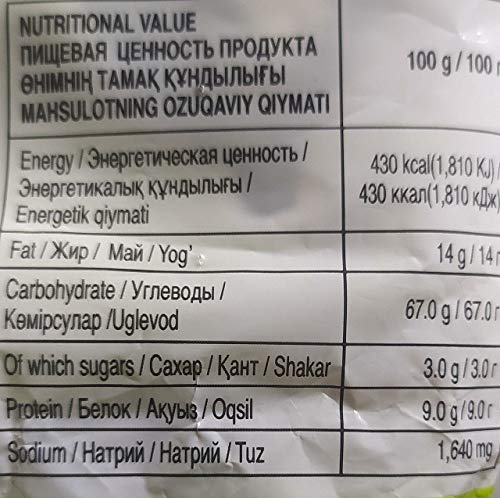 NUTRITIONAL VALUE
ПИЩЕВАЯ ЦЕННОСТЬ ПРОДУКТА
ӨНІМНІҢ ТАМАҚ ҚҰНДЫЛЫҒЫ
MAHSULOTNING OZUQAVIY QIYMATI
100 g / 100 г
Energy / Энергетическая ценность /
Энергетикалық құндылығы /
Energetik qiymati
430 kcal(1,810 KJ) /
430 ккал(1,810 кДж
Fat / Жир / Май / Yog'
14 g / 14 г
Carbohydrate / Углеводы /
Көмірсулар /Uglevod
67.0 g / 67.0 г
Of which sugars / Сахар / Қант / Shakar
3.0 g / 3.0 г
Protein / Белок / Ақуыз / Oqsil
9.0 g / 9.0 г
Sodium / Натрий / Натрий / Tuz
1,640 mg